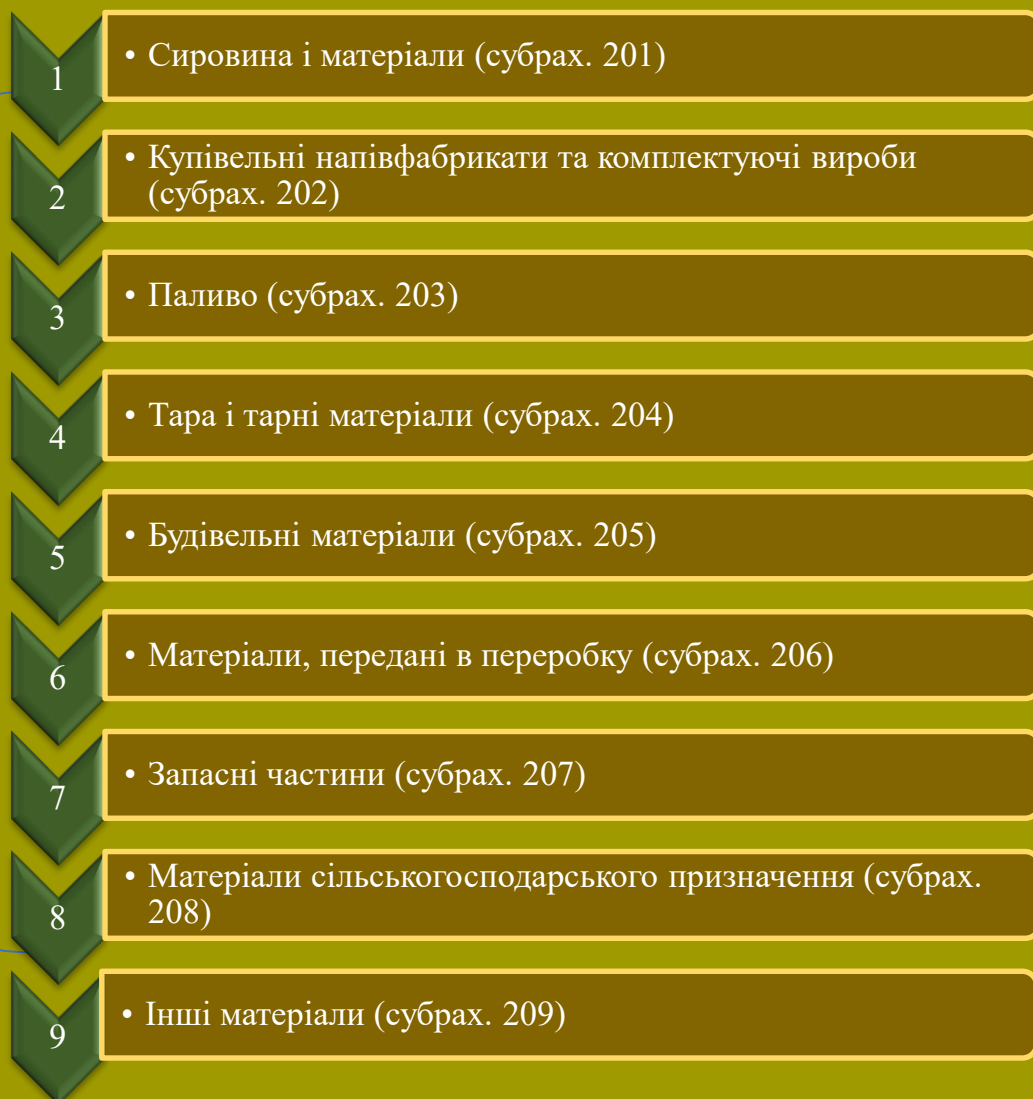 1
• Сировина і матеріали (субрах. 201)
2
• Купівельні напівфабрикати та комплектуючі вироби
(субрах. 202)
3
• Паливо (субрах. 203)
4
• Тара і тарні матеріали (субрах. 204)
5
• Будівельні матеріали (субрах. 205)
6
• Матеріали, передані в переробку (субрах. 206)
7
• Запасні частини (субрах. 207)
8
• Матеріали сільськогосподарського призначення (субрах.
208)
9
• Інші матеріали (субрах. 209)